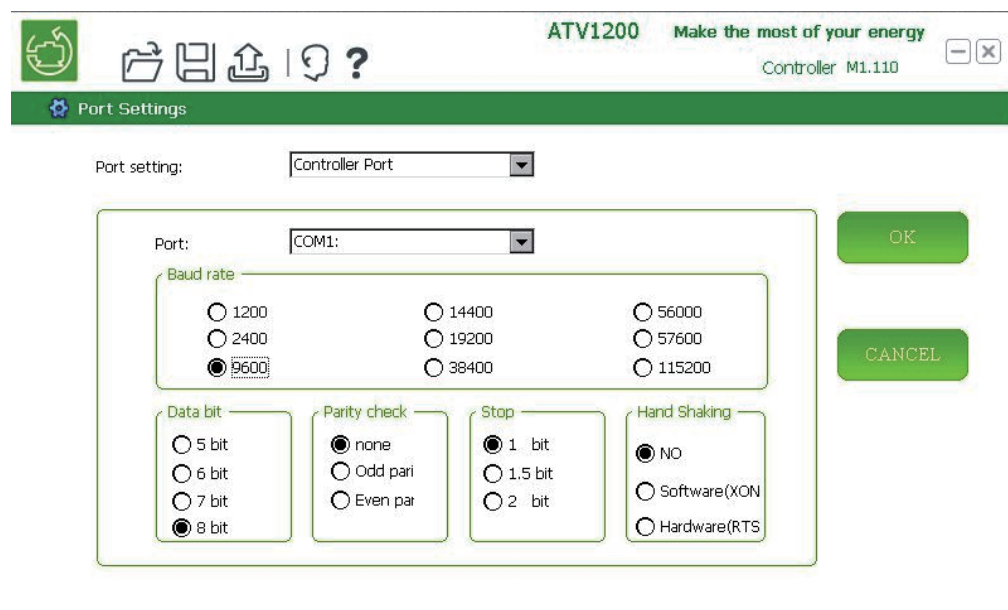 ATV1200 Make the most of your energy
Controller M1.110
?
Port Settings
Port setting: Controller Port
Port: COM1:
OK
Baud rate
1200 14400 56000
2400 19200 57600
9600 38400 115200
CANCEL
Data bit Parity check Stop Hand Shaking
5 bit none 1 bit NO
6 bit Odd pari 1.5 bit Software(XON
7 bit Even par 2 bit Hardware(RTS
8 bit